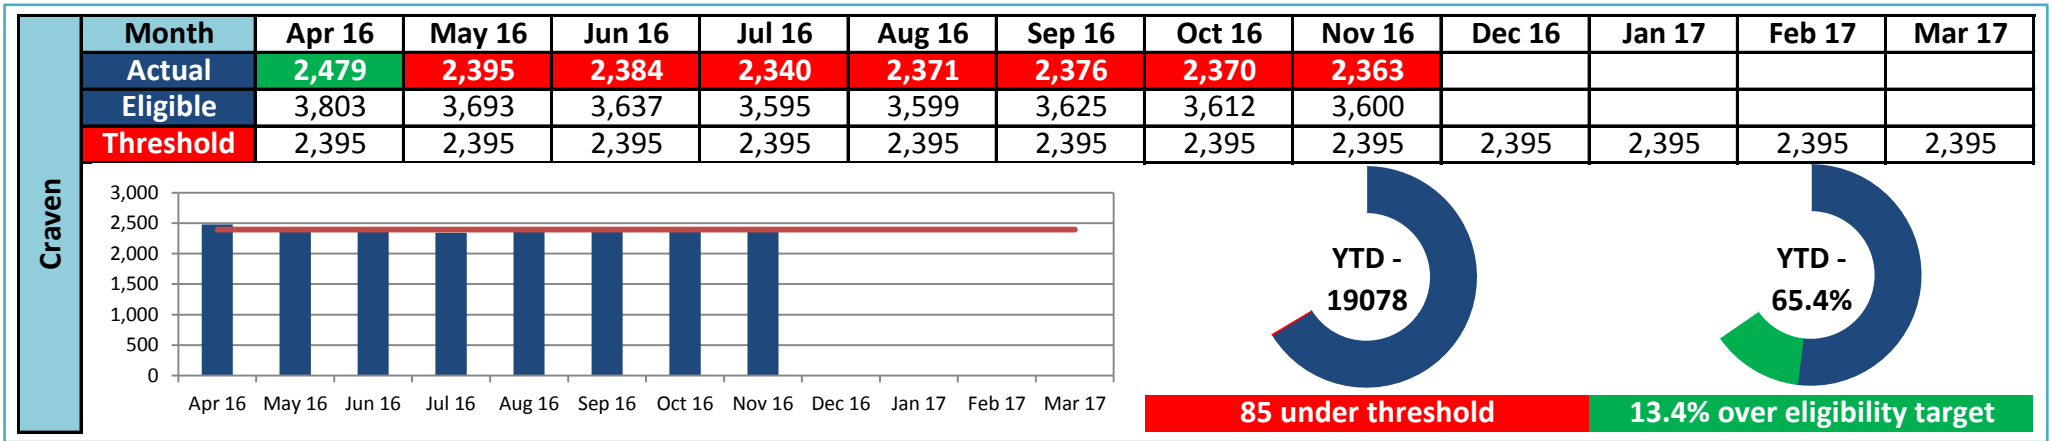 Craven
Month Apr 16 May 16 Jun 16 Jul 16 Aug 16 Sep 16 Oct 16 Nov 16 Dec 16 Jan 17 Feb 17 Mar 17
Actual 2,479 2,395 2,384 2,340 2,371 2,376 2,370 2,363
Eligible 3,803 3,693 3,637 3,595 3,599 3,625 3,612 3,600
Threshold 2,395 2,395 2,395 2,395 2,395 2,395 2,395 2,395 2,395 2,395 2,395 2,395
3,000
2,500
2,000
1,500
1,000
500
0
Apr 16 May 16 Jun 16 Jul 16 Aug 16 Sep 16 Oct 16 Nov 16 Dec 16 Jan 17 Feb 17 Mar 17
YTD -
19078
85 under threshold
YTD -
65.4%
13.4% over eligibility target